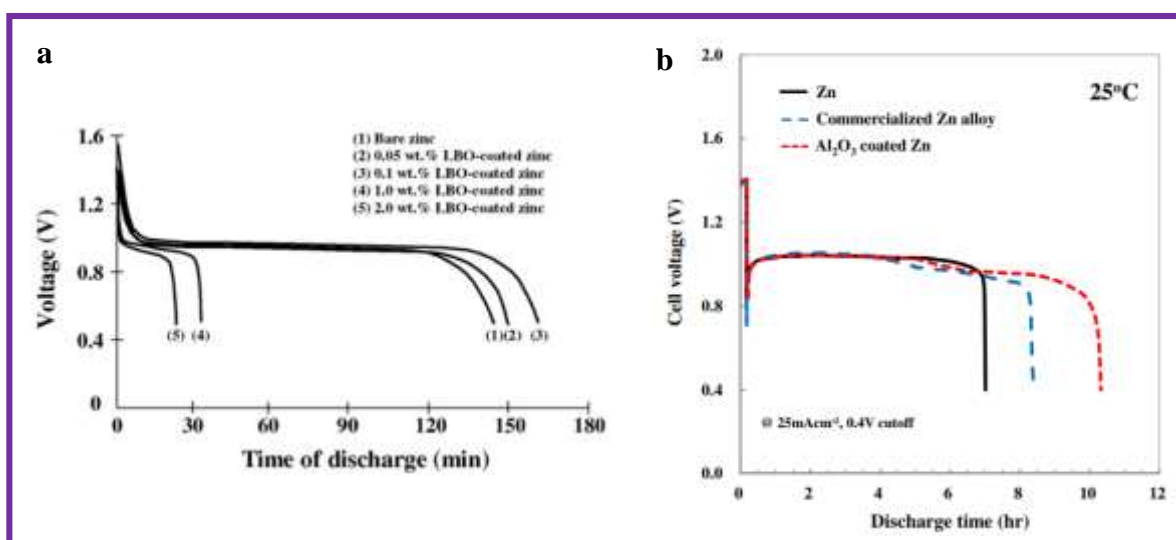 a
1.6
1.2
0.8
0.4
0
Voltage (V)
(1) Bare zinc
(2) 0.05 wt.% LBO-coated zinc
(3) 0.1 wt.% LBO-coated zinc
(4) 1.0 wt.% LBO-coated zinc
(5) 2.0 wt.% LBO-coated zinc
(5) (4) (1) (2) (3)
0 30 60 90 120 150 180
Time of discharge (min)
b
2.0
1.6
1.2
0.8
0.4
0.0
Cell voltage (V)
25°C
Zn
Commercialized Zn alloy
Al₂O₃ coated Zn
@ 25mAcm⁻², 0.4V cutoff
0 2 4 6 8 10 12
Discharge time (hr)